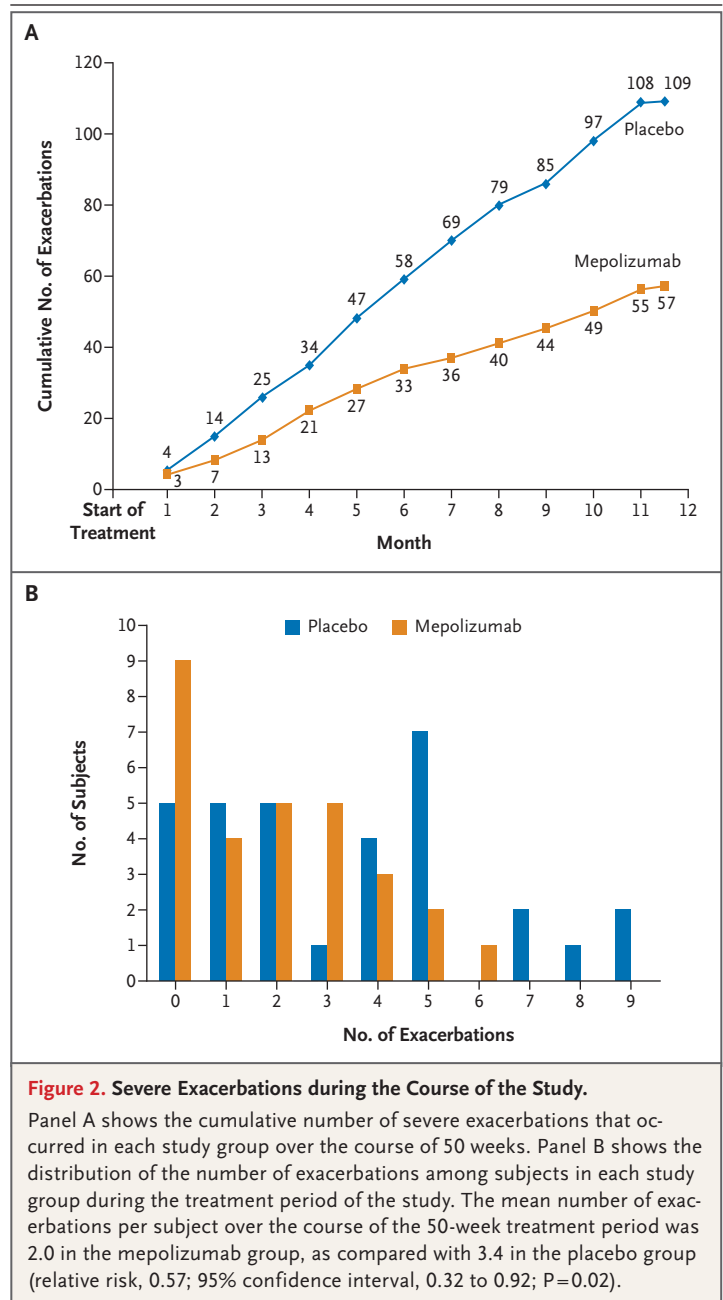 A
120
100
80
60
40
20
0
Cumulative No. of Exacerbations
4
14
25
34
47
58
69
79
85
97
108 109
Placebo
Mepolizumab
3
7
13
21
27
33
36
40
44
49
55 57
Start of
Treatment
1 2 3 4 5 6 7 8 9 10 11 12
Month
B
Placebo Mepolizumab
10
9
8
7
6
5
4
3
2
1
0
No. of Subjects
0 1 2 3 4 5 6 7 8 9
No. of Exacerbations
Figure 2. Severe Exacerbations during the Course of the Study.
Panel A shows the cumulative number of severe exacerbations that oc-
curred in each study group over the course of 50 weeks. Panel B shows the
distribution of the number of exacerbations among subjects in each study
group during the treatment period of the study. The mean number of exac-
erbations per subject over the course of the 50-week treatment period was
2.0 in the mepolizumab group, as compared with 3.4 in the placebo group
(relative risk, 0.57; 95% confidence interval, 0.32 to 0.92; P=0.02).